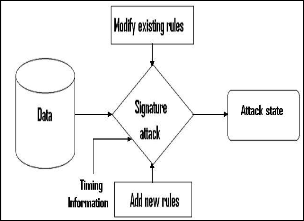 Modify existing rules
Data
Signature
attack
Attack state
Timing
Information
Add new rules